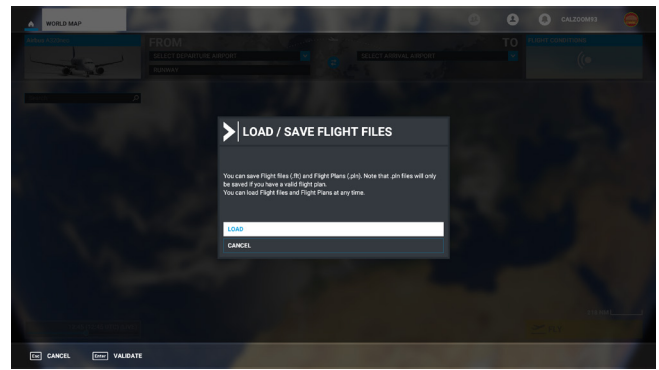 WORLD MAP
CALZOOM93
FROM
TO
FLIGHT CONDITIONS
SELECT DEPARTURE AIRPORT
SELECT ARRIVAL AIRPORT
RUNWAY
LOAD / SAVE FLIGHT FILES
You can save Flight files (.flt) and Flight Plans (.pln). Note that .pln files will only
be saved if you have a valid flight plan.
You can load Flight files and Flight Plans at any time.
LOAD
CANCEL
Esc CANCEL
Enter VALIDATE